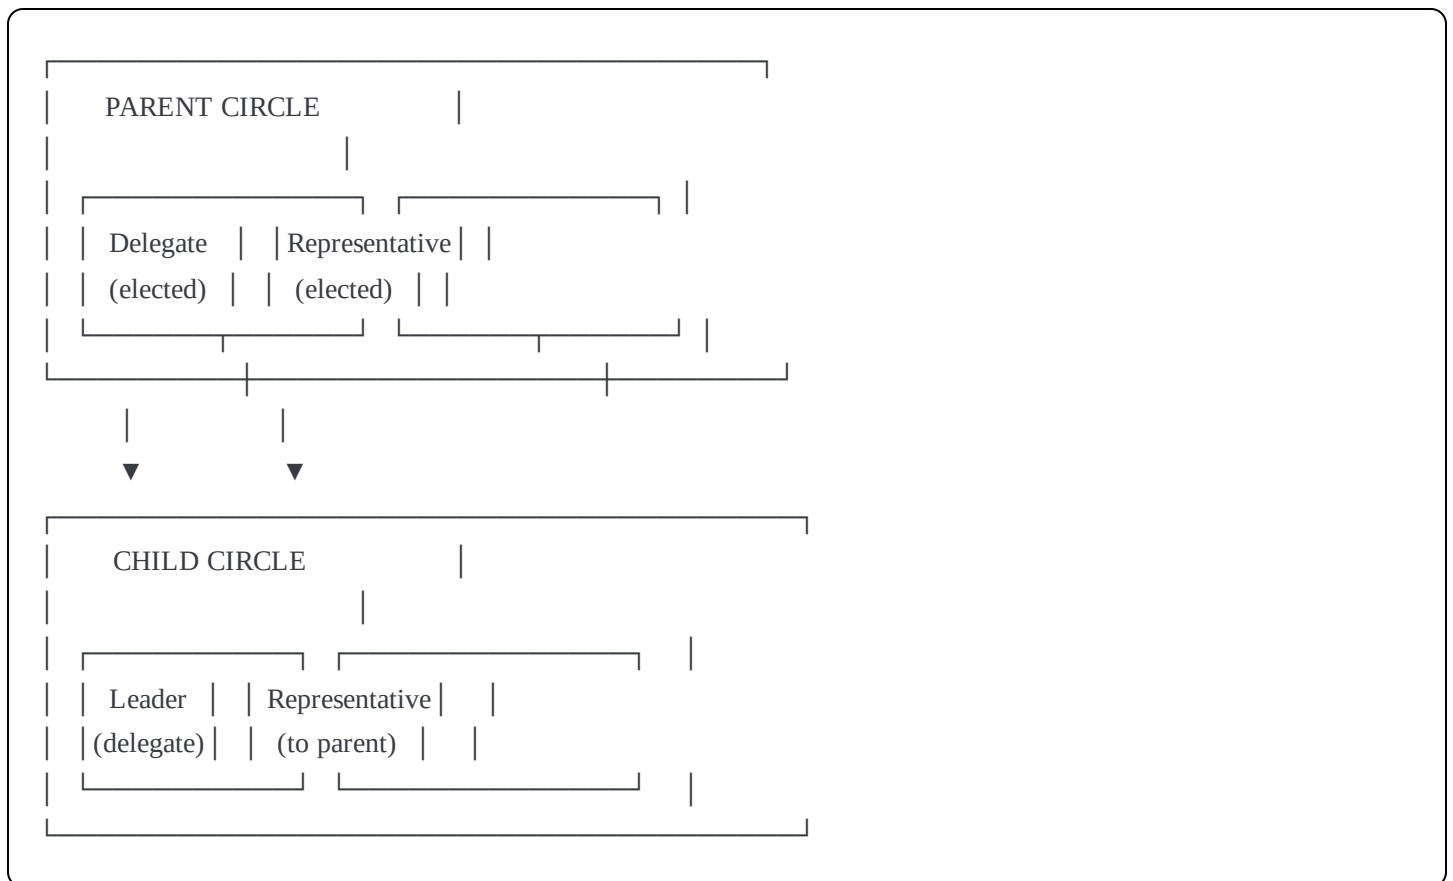 PARENT CIRCLE
Delegate Representative
(elected) (elected)
CHILD CIRCLE
Leader Representative
(delegate) (to parent)